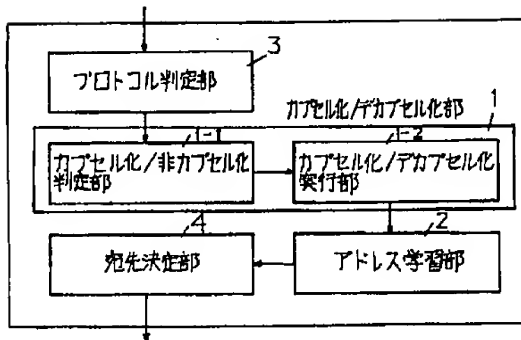 3
プロトコル判定部
カプセル化/デカプセル化部
1
1-1
1-2
カプセル化/非カプセル化
判定部
カプセル化/デカプセル化
実行部
4
2
宛先決定部
アドレス学習部